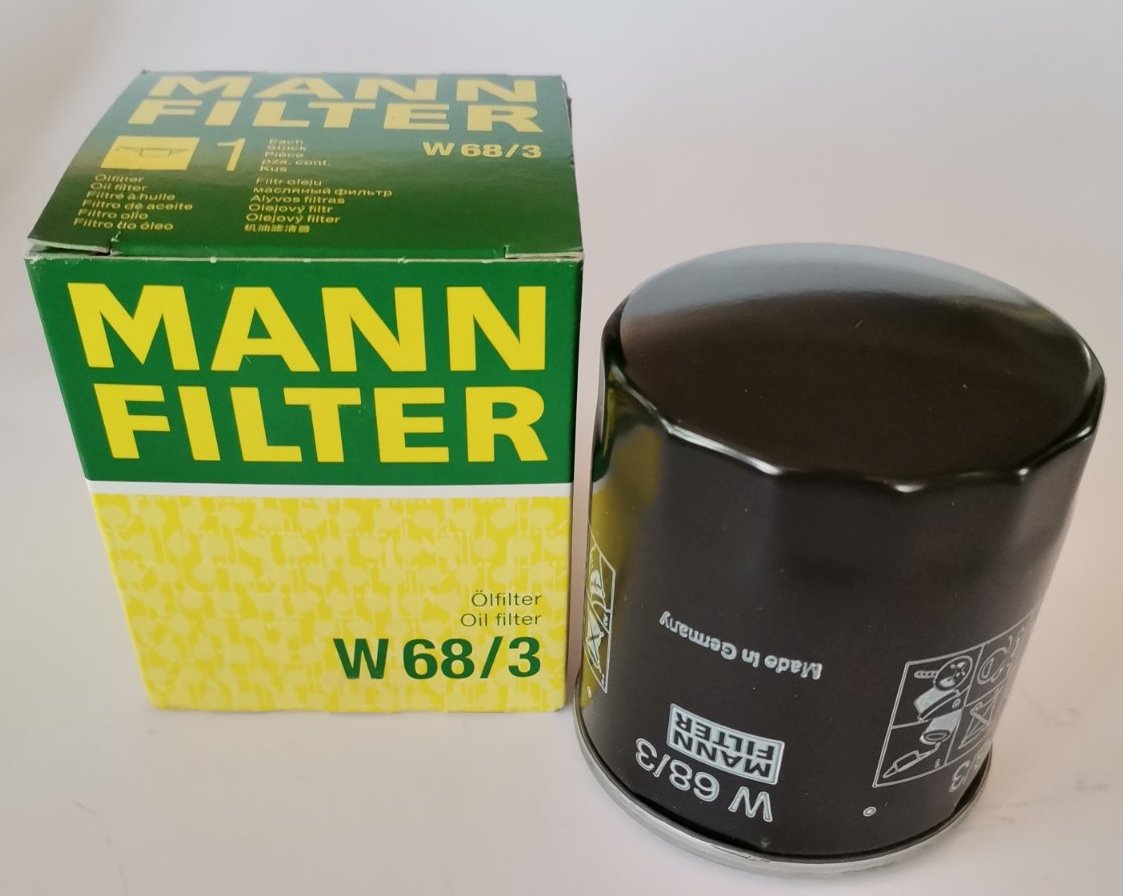 MANN
FILTER
W 68/3
1
Each
Stück
Pièce
pza. cont.
Kus
Ölfilter
Oil filter
Filtre à huile
Filtro de aceite
Filtro olio
Filtro do óleo
Filtr oleju
масляный фильтр
Alyvos filtras
Olejový filtr
Olejový filter
机油滤清器
MANN
FILTER
Ölfilter
Oil filter
W 68/3
Made in Germany
MANN
FILTER
W 68/3